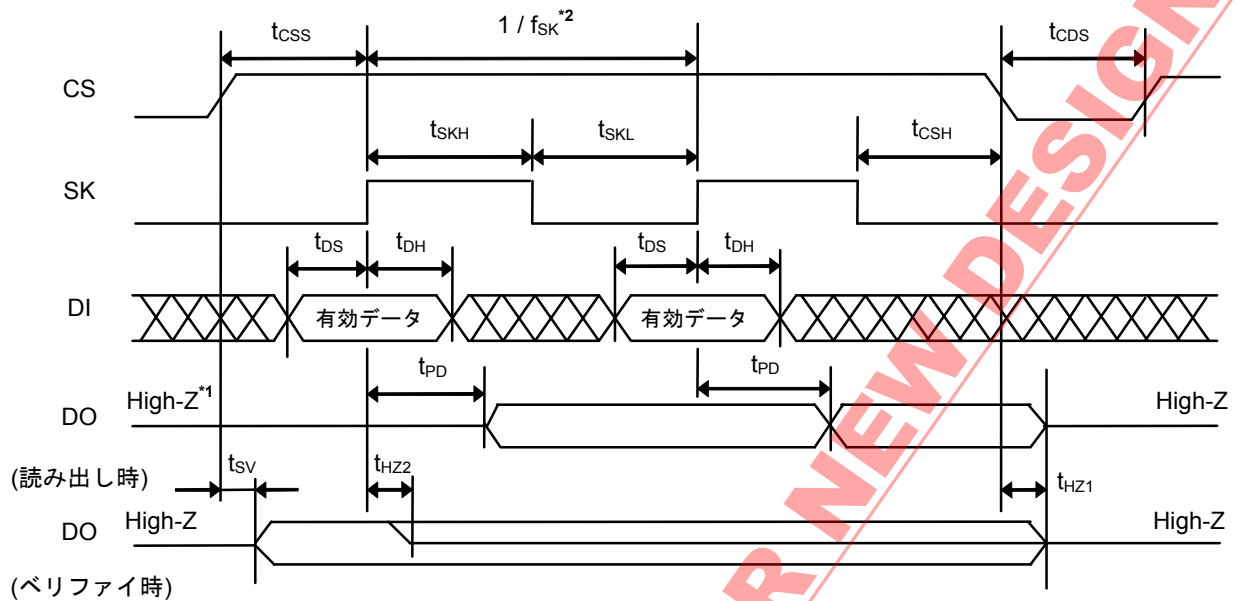 tCSS
1 / fSK*2
tCDS
CS
tSKH
tSKL
tCSH
SK
tDS
tDH
tDS
tDH
DI
有効データ
有効データ
tPD
tPD
High-Z*1
DO
High-Z
(読み出し時)
tSV
tHZ2
tHZ1
High-Z
DO
High-Z
(ベリファイ時)
R NEW DESIGN